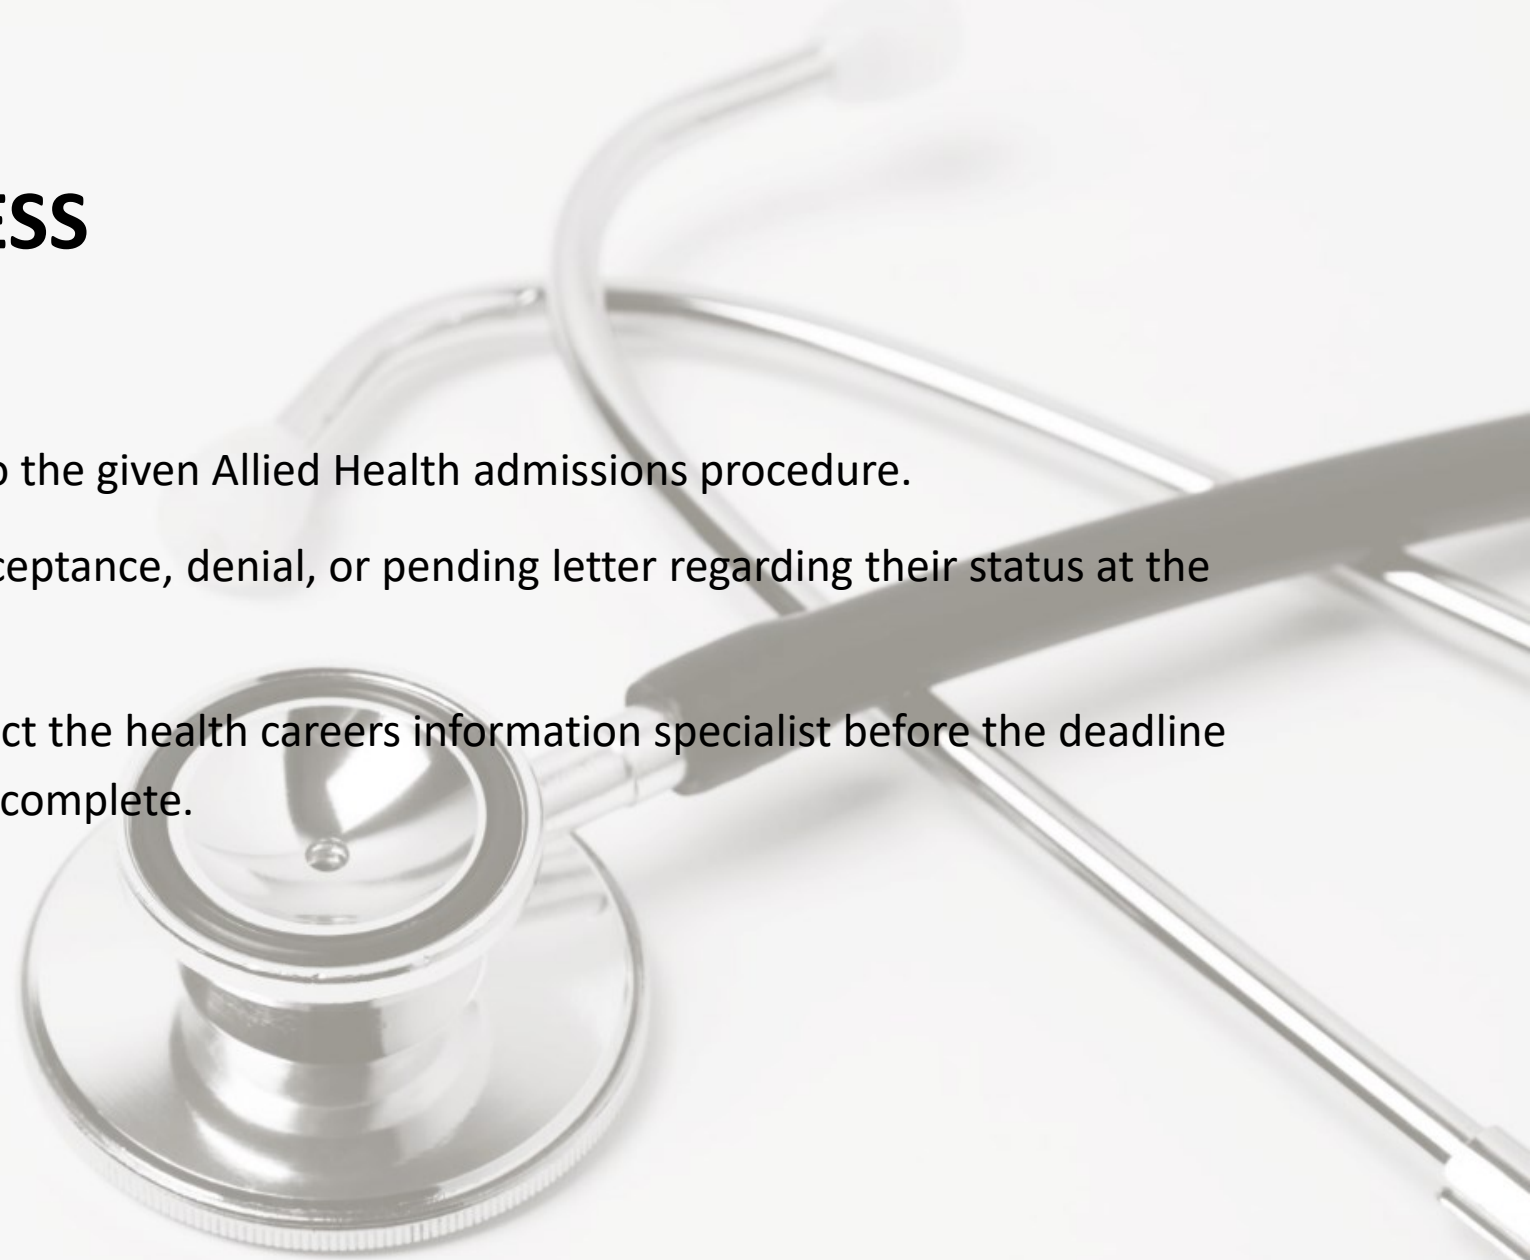 ESS
o the given Allied Health admissions procedure.
ceptance, denial, or pending letter regarding their status at the
ct the health careers information specialist before the deadline
complete.